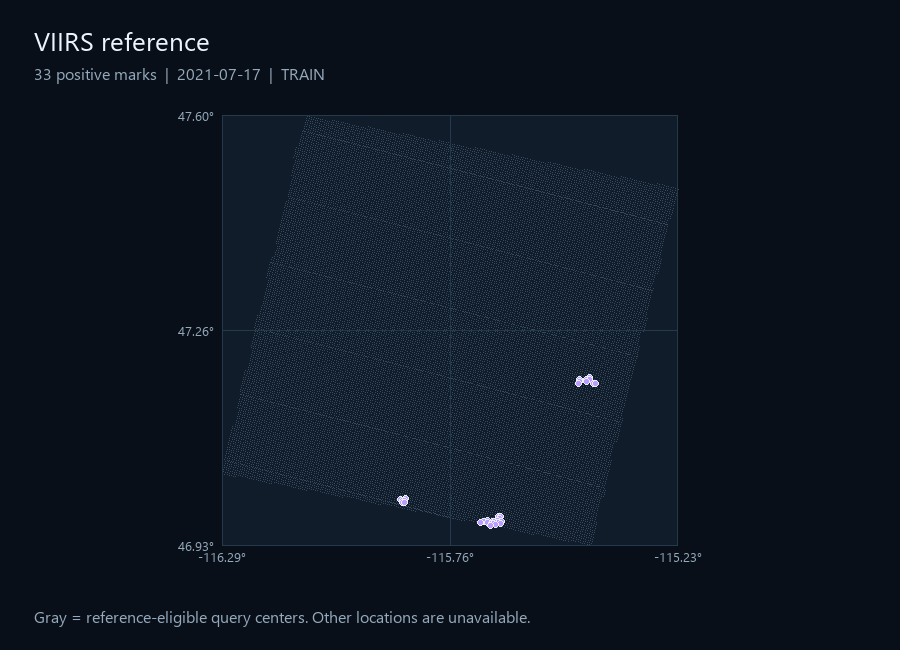 VIIRS reference
33 positive marks | 2021-07-17 | TRAIN
47.60°
47.26°
46.93°
-116.29°
-115.76°
-115.23°
Gray = reference-eligible query centers. Other locations are unavailable.